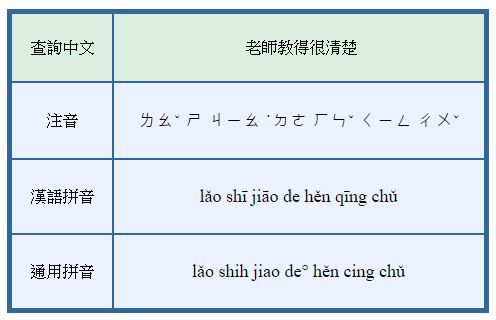 查詢中文 老師教得很清楚
注音 ㄌㄠˇ ㄕ ㄐㄧㄠ ˙ㄉㄜ ㄏㄣˇ ㄑㄧㄥ ㄔㄨˇ
漢語拼音 lǎo shī jiāo de hěn qīng chǔ
通用拼音 lǎo shih jiao de° hěn cing chǔ